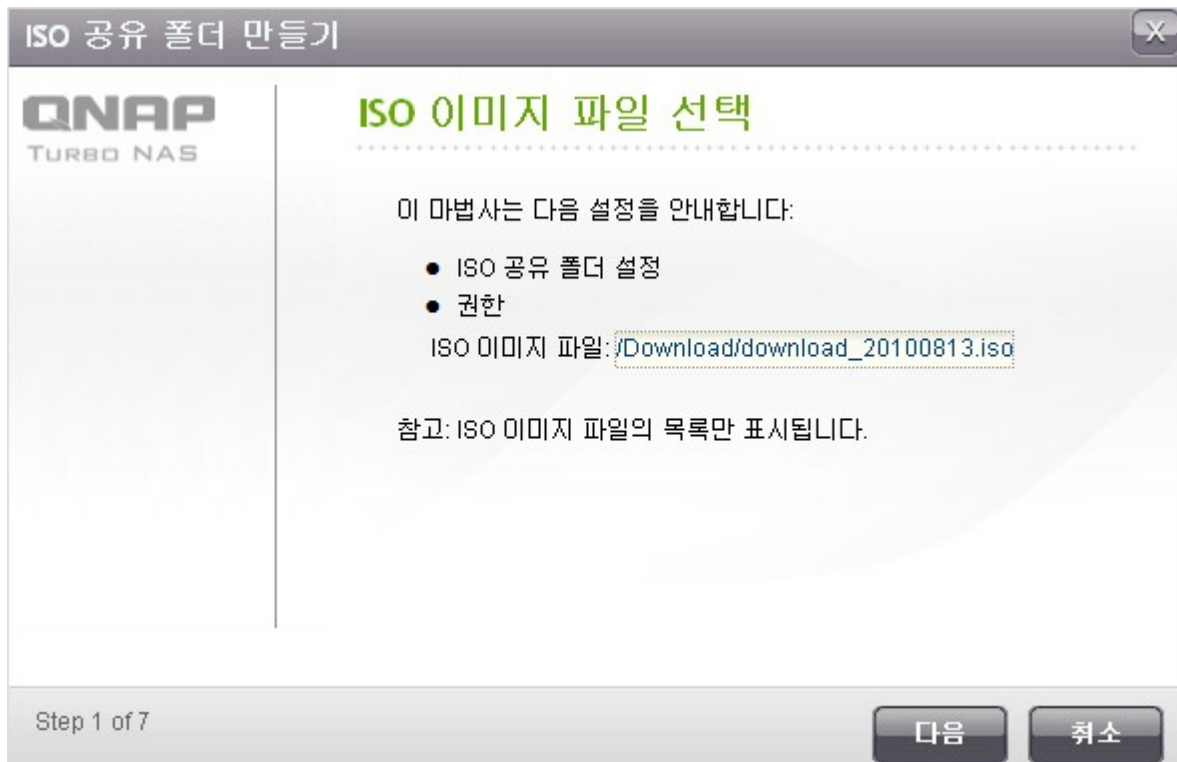 ISO 공유 폴더 만들기
X
QNAP
TURBO NAS
ISO 이미지 파일 선택
이 마법사는 다음 설정을 안내합니다:
● ISO 공유 폴더 설정
● 권한
ISO 이미지 파일: /Download/download_20100813.iso
참고: ISO 이미지 파일의 목록만 표시됩니다.
Step 1 of 7
다음
취소